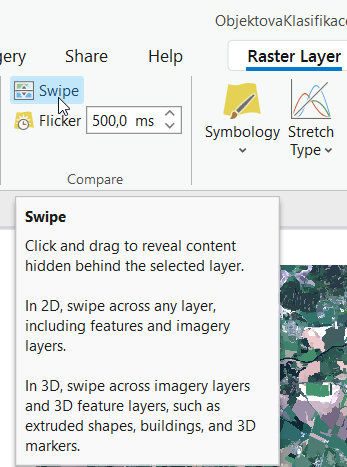 ObjektovaKlasifikac
gery Share Help Raster Layer
Swipe
Flicker 500,0 ms
Symbology Stretch
Type
Compare
Swipe
Click and drag to reveal content
hidden behind the selected layer.
In 2D, swipe across any layer,
including features and imagery
layers.
In 3D, swipe across imagery layers
and 3D feature layers, such as
extruded shapes, buildings, and 3D
markers.